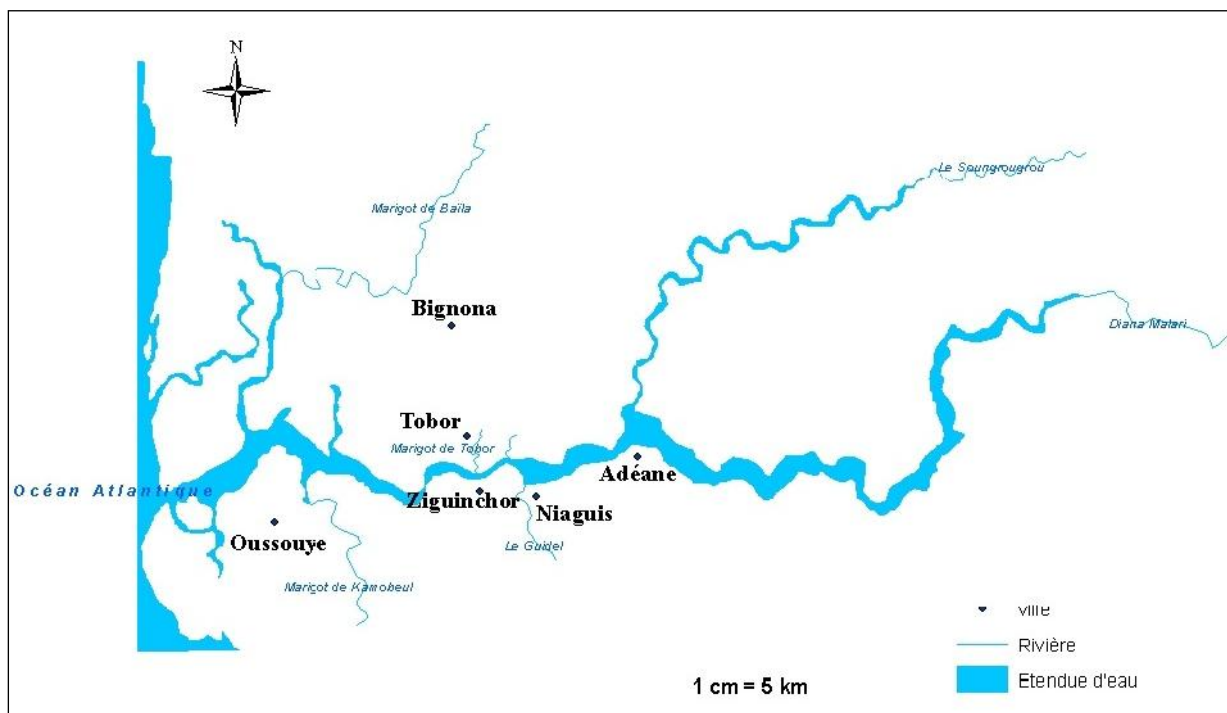 N
Le Soungrougrou
Marigot de Baïla
Bignona
Diana Malari
Tobor
Marigot de Tobor
Adéane
Océan Atlantique
Ziguinchor
Niaguis
Oussouye
Le Guidel
Marigot de Kamobeul
ville
Rivière
1 cm = 5 km
Etendue d'eau